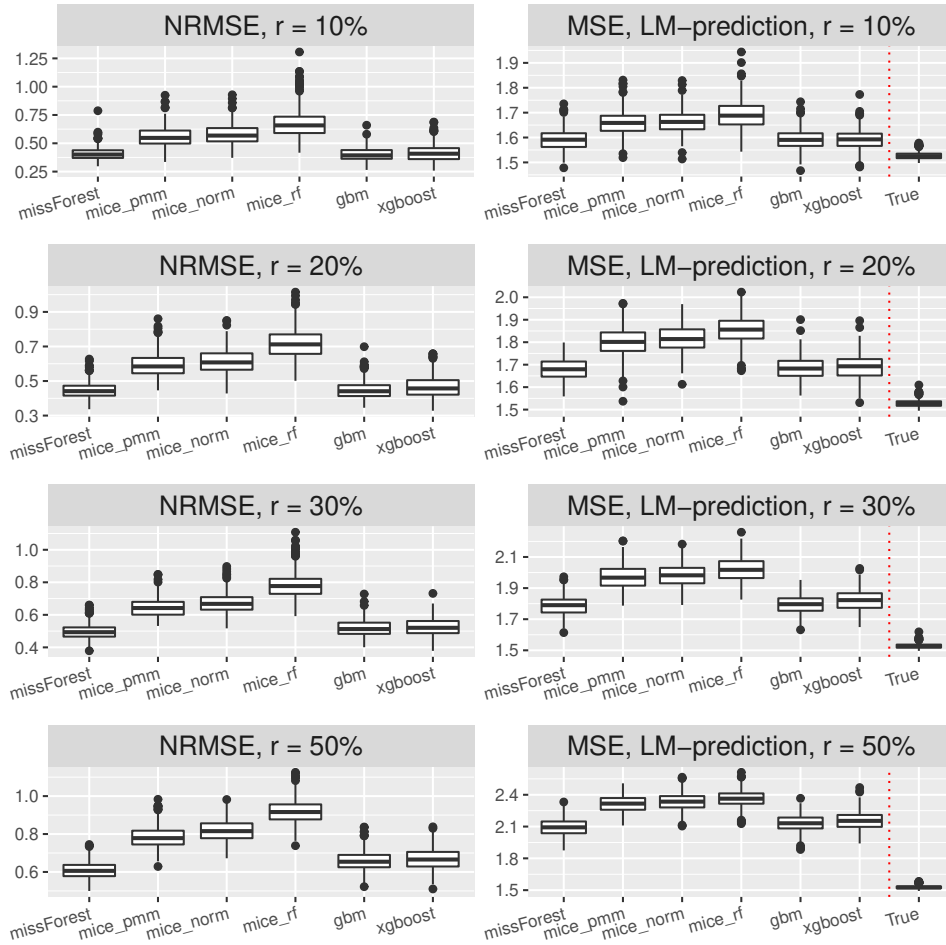 NRMSE, r = 10%
1.25
1.00
0.75
0.50
0.25
missForest mice_pmm mice_norm mice_rf gbm xgboost
MSE, LM−prediction, r = 10%
1.9
1.8
1.7
1.6
1.5
missForest mice_pmm mice_norm mice_rf gbm xgboost True
NRMSE, r = 20%
0.9
0.7
0.5
0.3
missForest mice_pmm mice_norm mice_rf gbm xgboost
MSE, LM−prediction, r = 20%
2.0
1.9
1.8
1.7
1.6
1.5
missForest mice_pmm mice_norm mice_rf gbm xgboost True
NRMSE, r = 30%
1.0
0.8
0.6
0.4
missForest mice_pmm mice_norm mice_rf gbm xgboost
MSE, LM−prediction, r = 30%
2.1
1.9
1.7
1.5
missForest mice_pmm mice_norm mice_rf gbm xgboost True
NRMSE, r = 50%
1.0
0.8
0.6
missForest mice_pmm mice_norm mice_rf gbm xgboost
MSE, LM−prediction, r = 50%
2.4
2.1
1.8
1.5
missForest mice_pmm mice_norm mice_rf gbm xgboost True